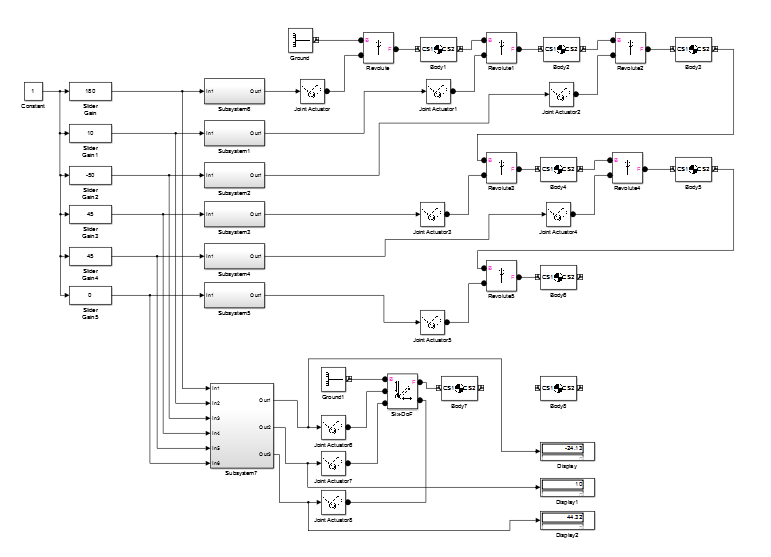 Ground
B
F
Revolute
CS1 CS2
Body1
B
F
Revolute1
CS1 CS2
Body2
B
F
Revolute2
CS1 CS2
Body3
1
Constant
180
Slider
Gain
In1
Out1
Subsystem6
Joint Actuator
Joint Actuator1
Joint Actuator2
10
Slider
Gain1
In1
Out1
Subsystem1
-50
Slider
Gain2
In1
Out1
Subsystem2
B
F
Revolute3
CS1 CS2
Body4
B
F
Revolute4
CS1 CS2
Body5
45
Slider
Gain3
In1
Out1
Subsystem3
Joint Actuator3
Joint Actuator4
45
Slider
Gain4
In1
Out1
Subsystem4
B
F
Revolute5
CS1 CS2
Body6
0
Slider
Gain5
In1
Out1
Subsystem5
Joint Actuator5
In1
In2
In3
In4
In5
In6
Out1
Out2
Out3
Subsystem7
Ground1
Six-DoF
CS1 CS2
Body7
CS1 CS2
Body8
Joint Actuator6
Joint Actuator7
Joint Actuator8
-24.13
Display
10
Display1
44.22
Display2